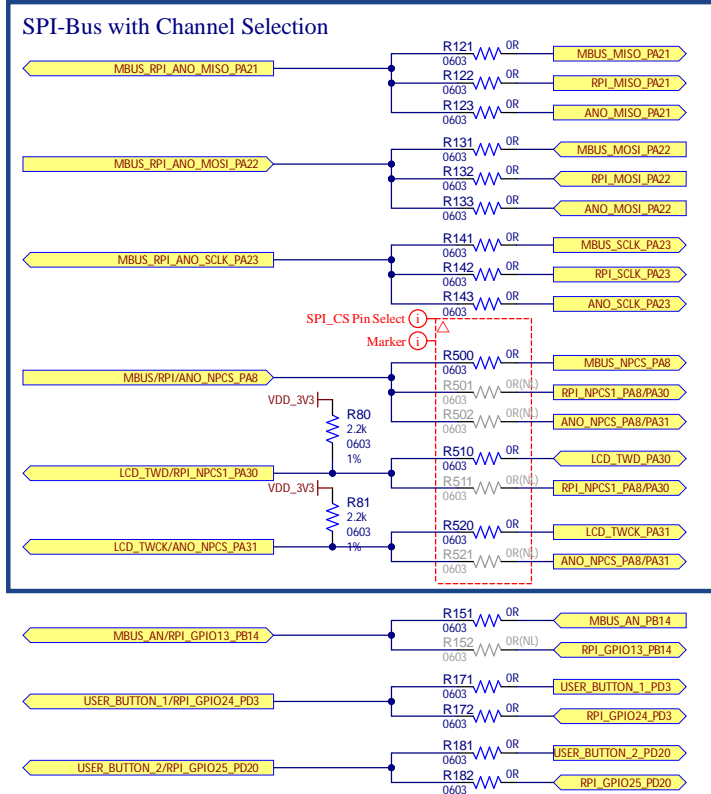 SPI-Bus with Channel Selection
R121 0R MBUS_MISO_PA21
0603
MBUS_RPI_ANO_MISO_PA21
R122 0R RPI_MISO_PA21
0603
R123 0R ANO_MISO_PA21
0603
R131 0R MBUS_MOSI_PA22
0603
MBUS_RPI_ANO_MOSI_PA22
R132 0R RPI_MOSI_PA22
0603
R133 0R ANO_MOSI_PA22
0603
R141 0R MBUS_SCLK_PA23
0603
MBUS_RPI_ANO_SCLK_PA23
R142 0R RPI_SCLK_PA23
0603
R143 0R ANO_SCLK_PA23
0603
SPI_CS Pin Select i
Marker i
R500 0R MBUS_NPCS_PA8
0603
MBUS/RPI/ANO_NPCS_PA8
R501 0R(NL) RPI_NPCS1_PA8/PA30
0603
VDD_3V3
R502 0R(NL) ANO_NPCS_PA8/PA31
0603
R80
2.2k
0603
1%
R510 0R LCD_TWD_PA30
0603
LCD_TWD/RPI_NPCS1_PA30
R511 0R(NL) RPI_NPCS1_PA8/PA30
0603
VDD_3V3
R81
2.2k
0603
1%
R520 0R LCD_TWCK_PA31
0603
LCD_TWCK/ANO_NPCS_PA31
R521 0R(NL) ANO_NPCS_PA8/PA31
0603
R151 0R MBUS_AN_PB14
0603
MBUS_AN/RPI_GPIO13_PB14
R152 0R(NL) RPI_GPIO13_PB14
0603
R171 0R USER_BUTTON_1_PD3
0603
USER_BUTTON_1/RPI_GPIO24_PD3
R172 0R RPI_GPIO24_PD3
0603
R181 0R USER_BUTTON_2_PD20
0603
USER_BUTTON_2/RPI_GPIO25_PD20
R182 0R RPI_GPIO25_PD20
0603